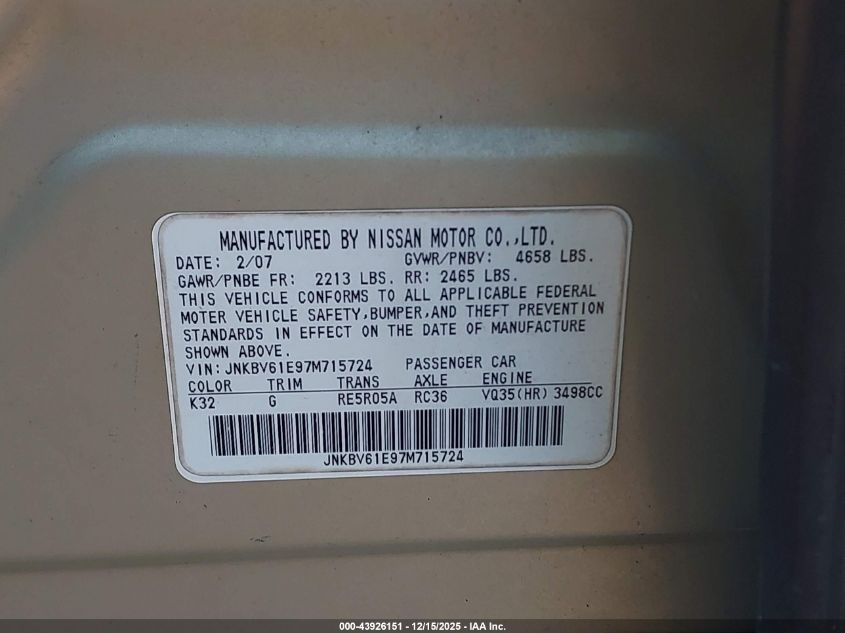 MANUFACTURED BY NISSAN MOTOR CO.,LTD.
DATE: 2/07 GVWR/PNBV: 4658 LBS.
GAWR/PNBE FR: 2213 LBS. RR: 2465 LBS.
THIS VEHICLE CONFORMS TO ALL APPLICABLE FEDERAL
MOTER VEHICLE SAFETY,BUMPER,AND THEFT PREVENTION
STANDARDS IN EFFECT ON THE DATE OF MANUFACTURE
SHOWN ABOVE.
VIN:JNKBV61E97M715724 PASSENGER CAR
COLOR TRIM TRANS AXLE ENGINE
K32 G RE5R05A RC36 VQ35(HR) 3498CC
JNKBV61E97M715724
000-43926151 - 12/15/2025 - IAA Inc.